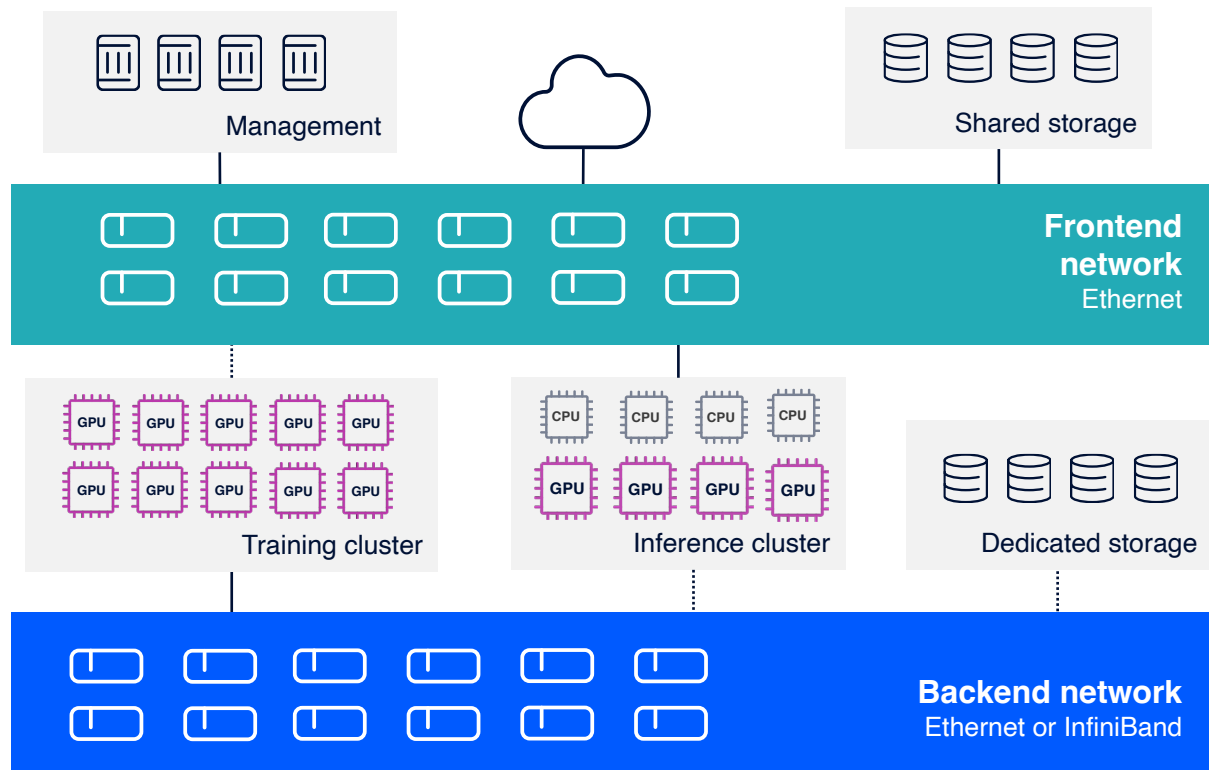 Management
Shared storage
Frontend
network
Ethernet
GPU GPU GPU GPU GPU
GPU GPU GPU GPU GPU
Training cluster
CPU CPU CPU CPU
GPU GPU GPU GPU
Inference cluster
Dedicated storage
Backend network
Ethernet or InfiniBand